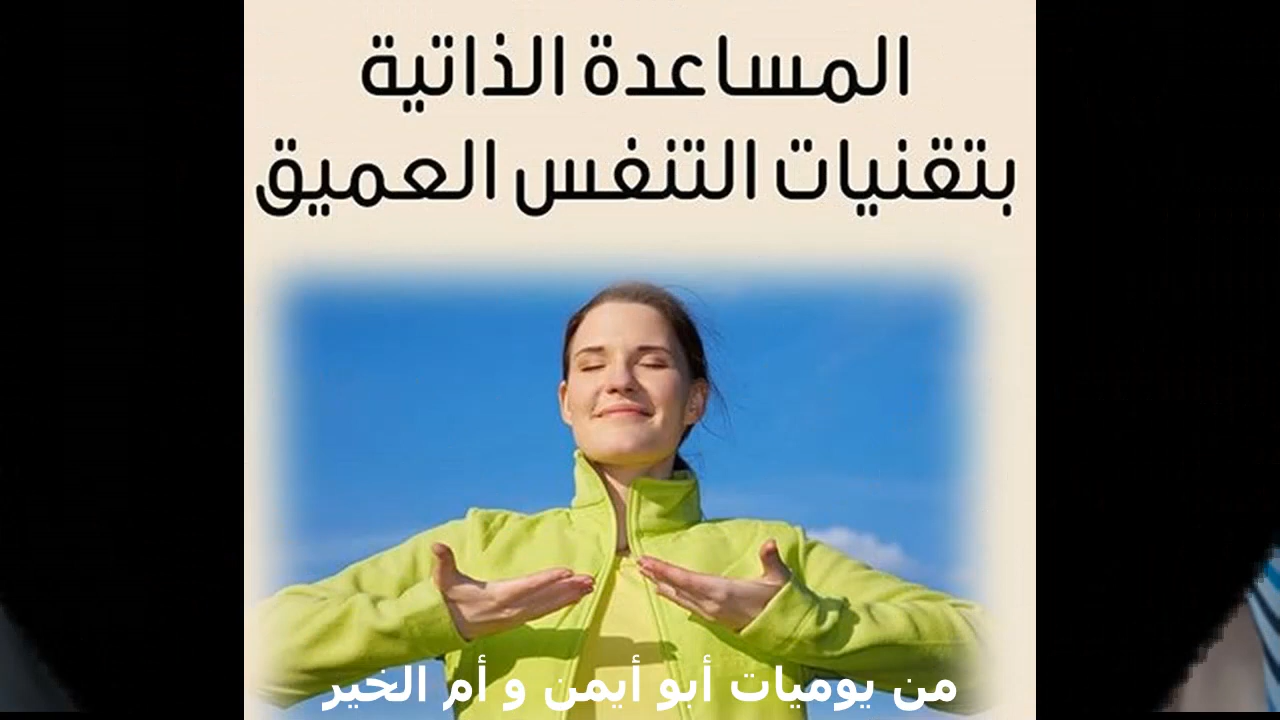 المساعدة الذاتية
بتقنيات التنفس العميق
من يوميات أبو أيمن و أم الخير